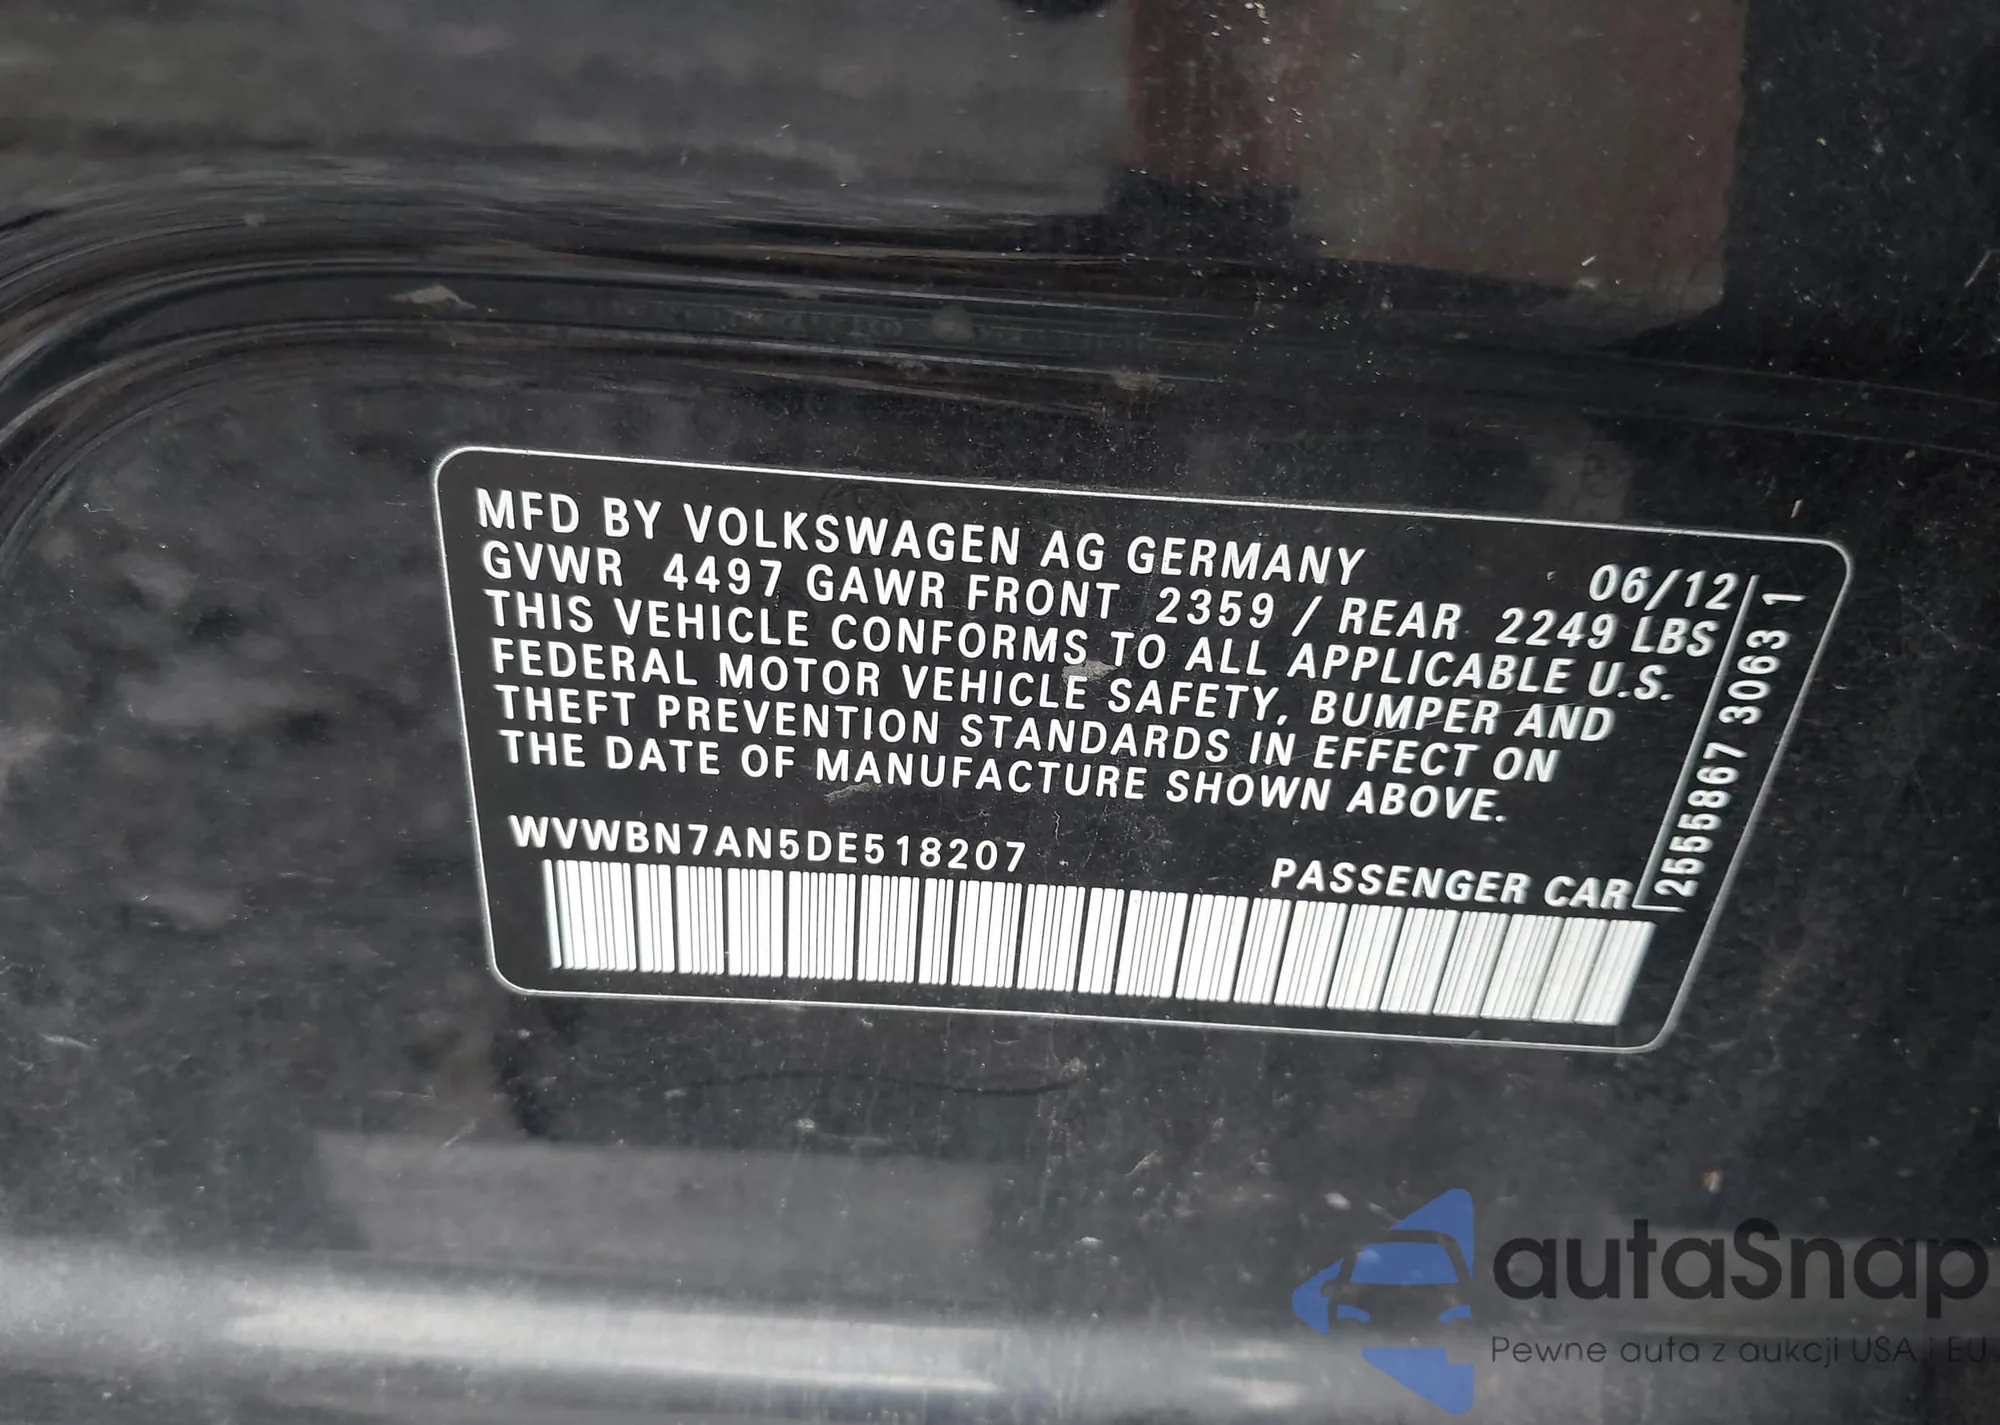 MFD BY VOLKSWAGEN AG GERMANY 06/12
GVWR 4497 GAWR FRONT 2359 / REAR 2249 LBS
THIS VEHICLE CONFORMS TO ALL APPLICABLE U.S.
FEDERAL MOTOR VEHICLE SAFETY, BUMPER AND
THEFT PREVENTION STANDARDS IN EFFECT ON
THE DATE OF MANUFACTURE SHOWN ABOVE.
WVWBN7AN5DE518207
PASSENGER CAR
2555867 3063 1
autaSnap
Pewne auta z aukcji USA i EU